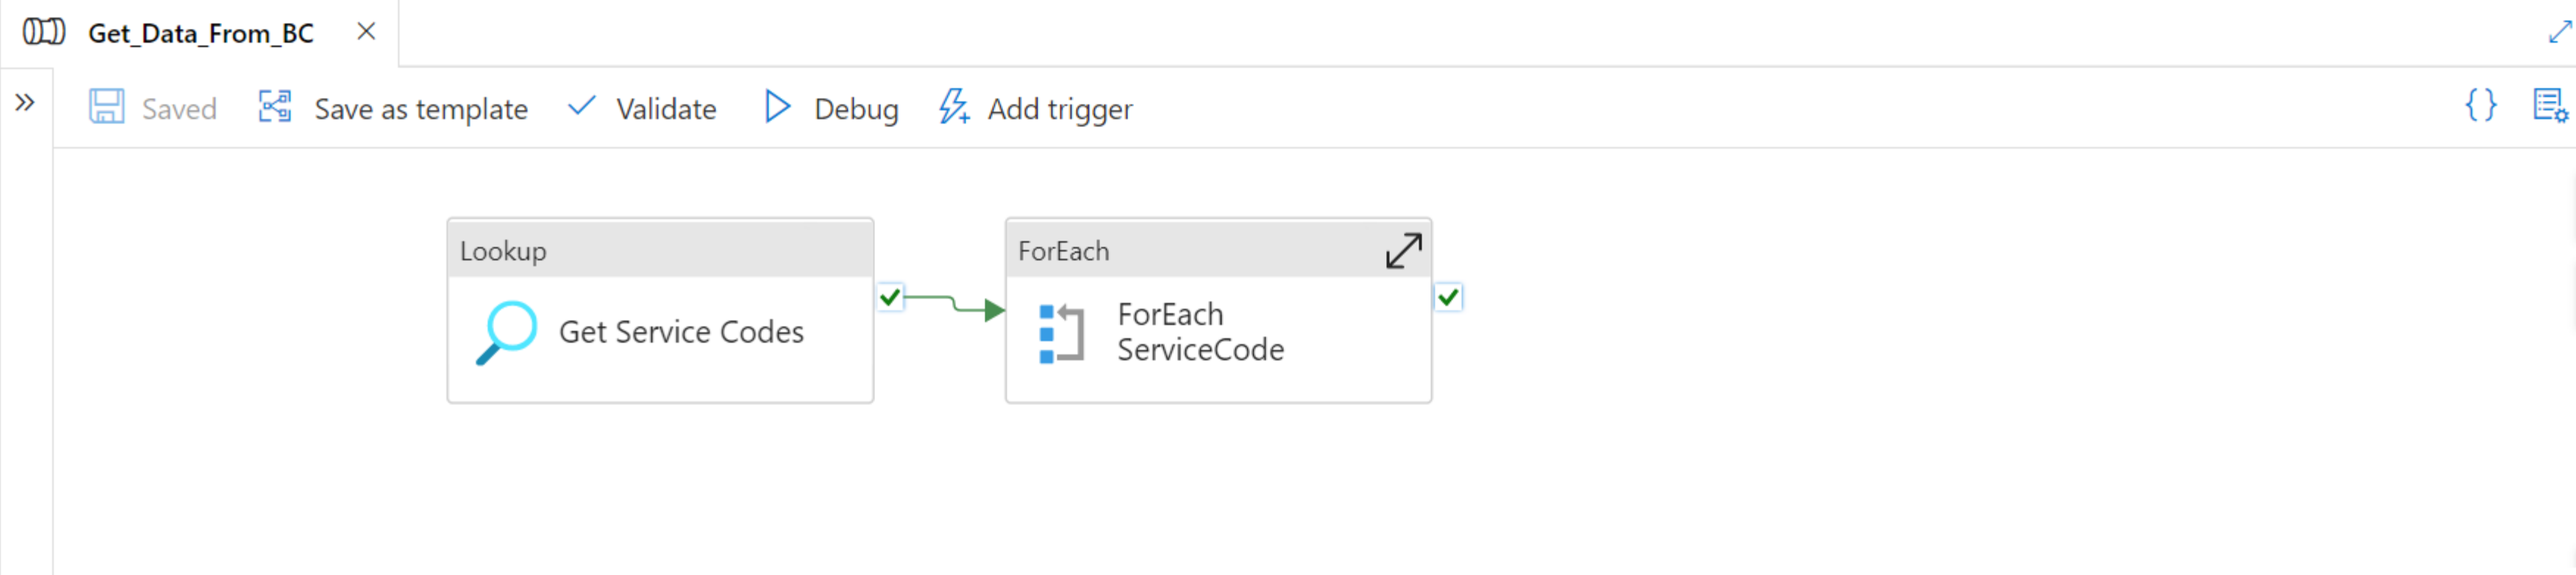 Get_Data_From_BC
Saved
Save as template
Validate
Debug
Add trigger
Lookup
Get Service Codes
ForEach
ForEach
ServiceCode